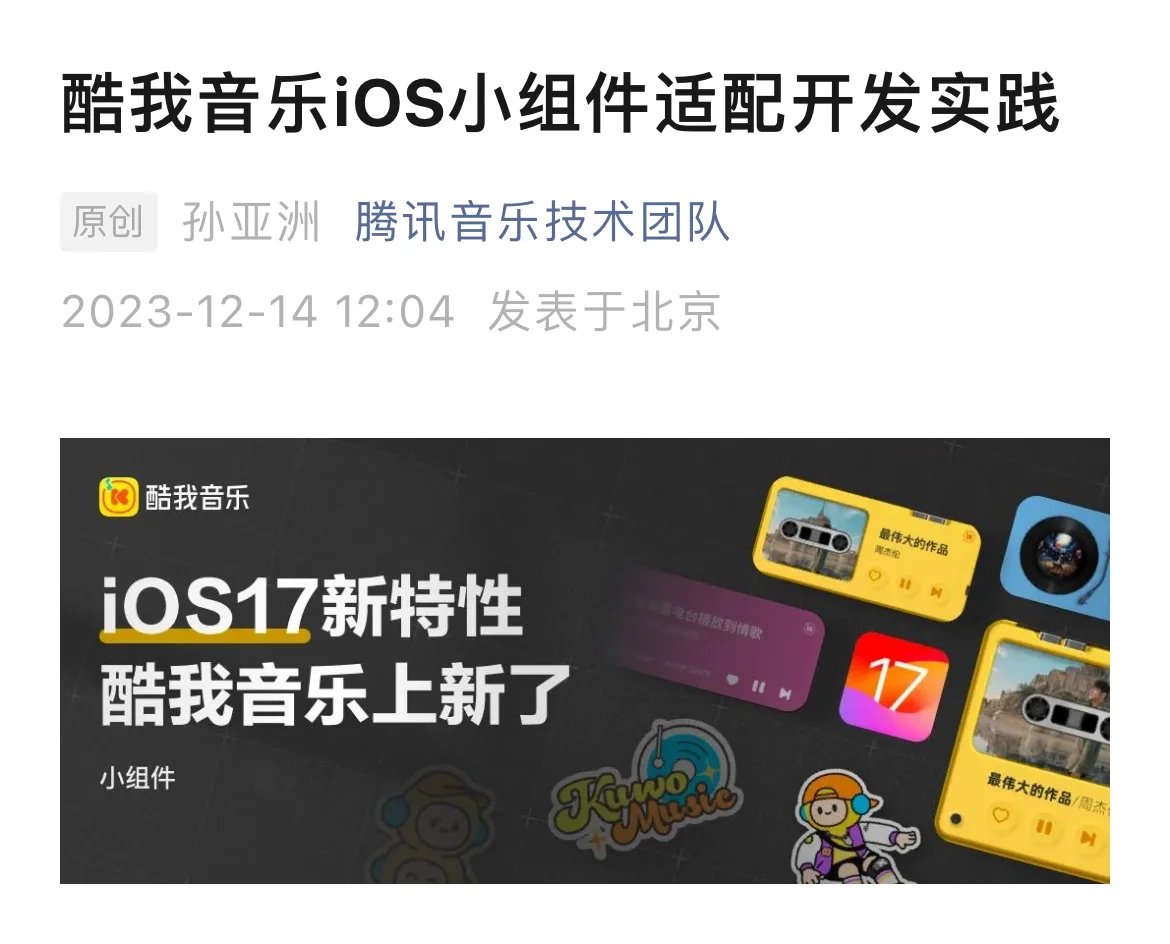 酷我音乐iOS小组件适配开发实践
原创 孙亚洲 腾讯音乐技术团队
2023-12-14 12:04 发表于北京
酷我音乐
iOS17新特性
酷我音乐上新了
小组件
最伟大的作品
周杰伦
电台播放到情歌
17
Kuwo
Music
最伟大的作品/周杰